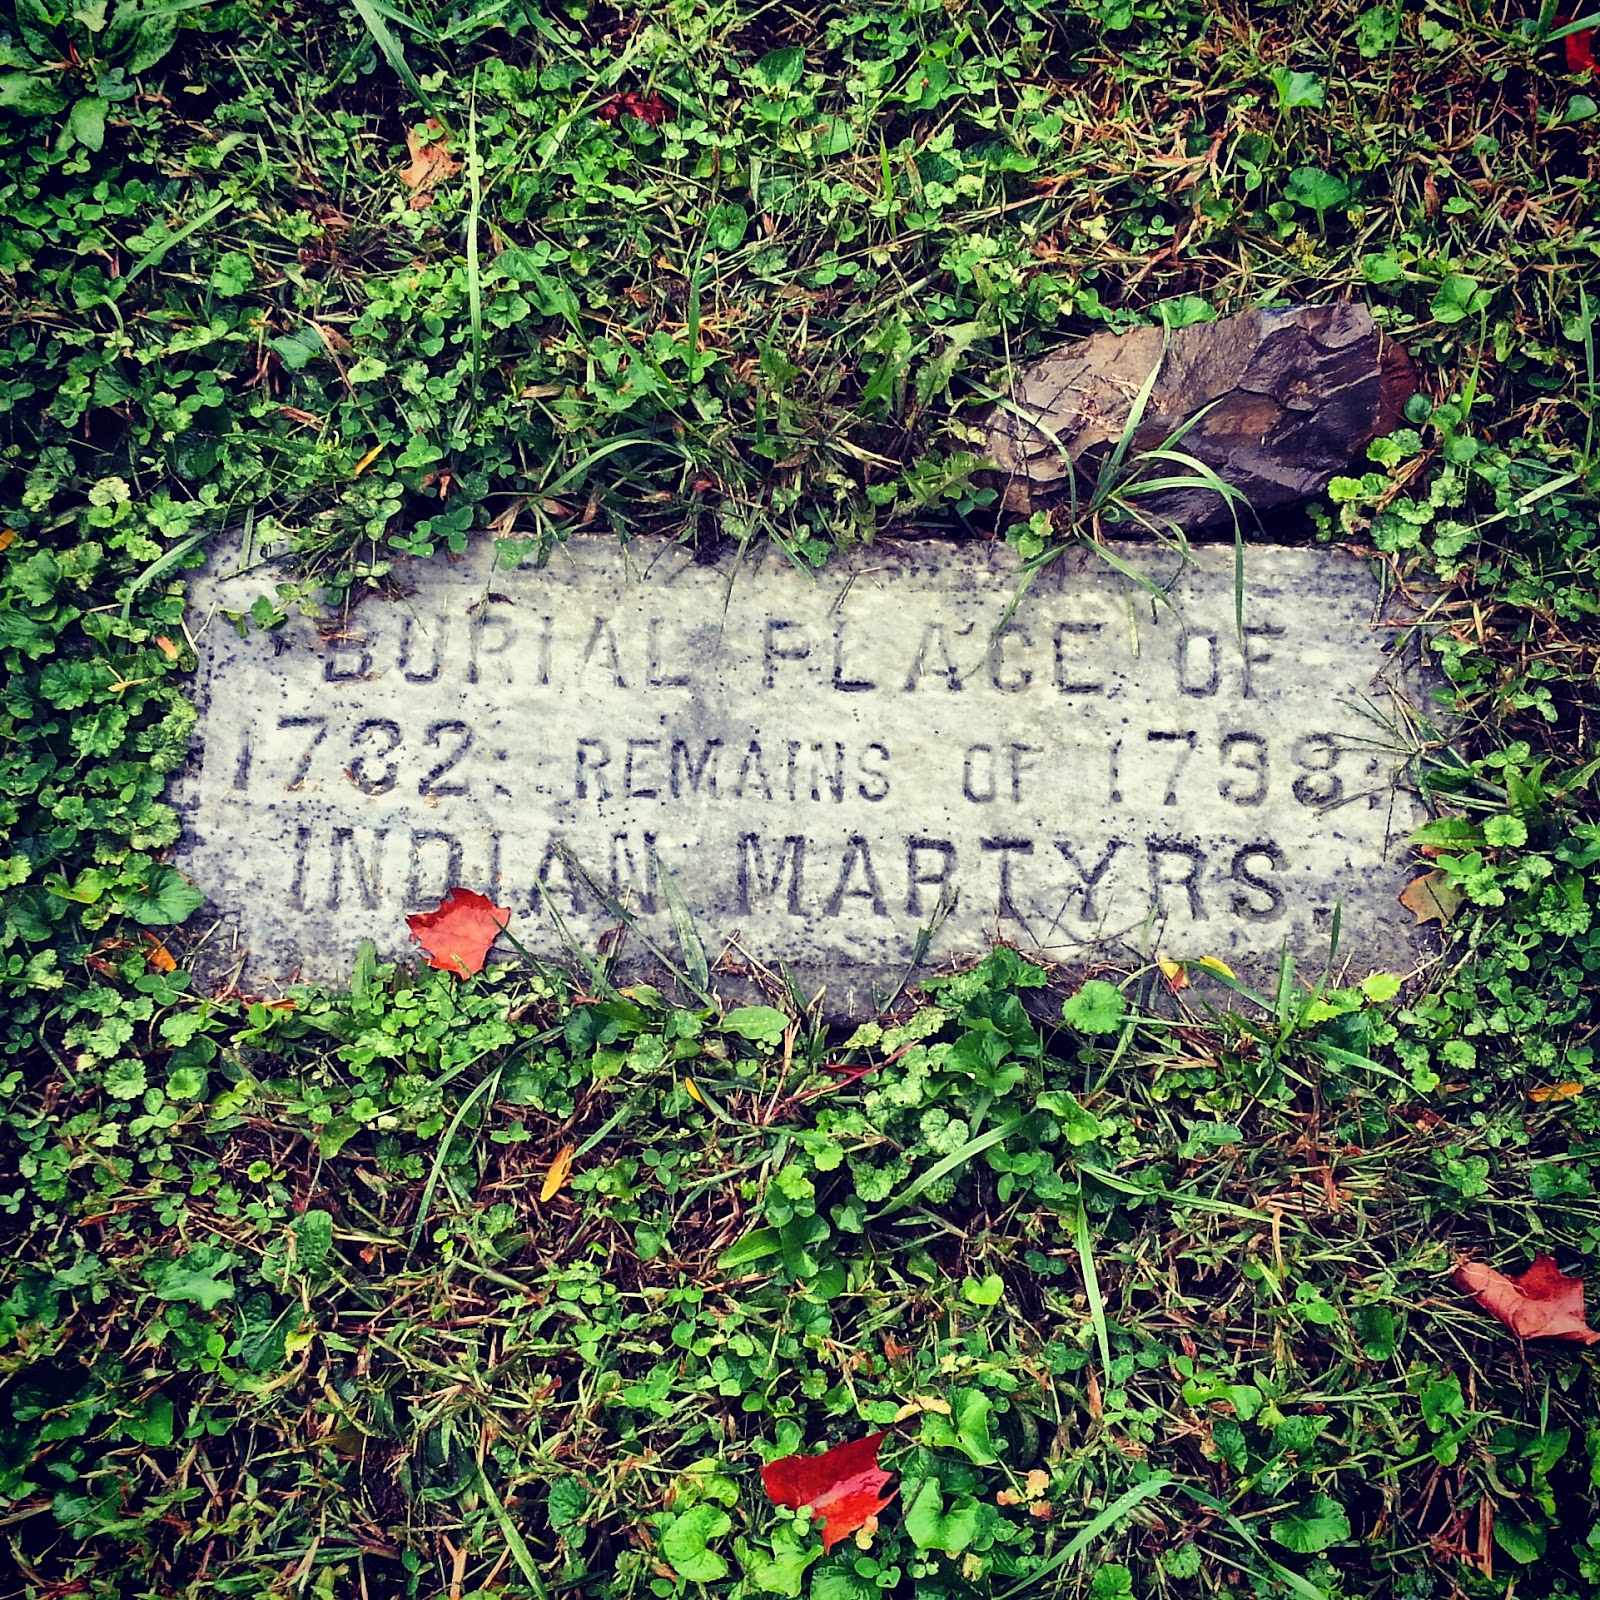 BURIAL PLACE OF
1782: REMAINS OF 1798:
INDIAN MARTYRS.